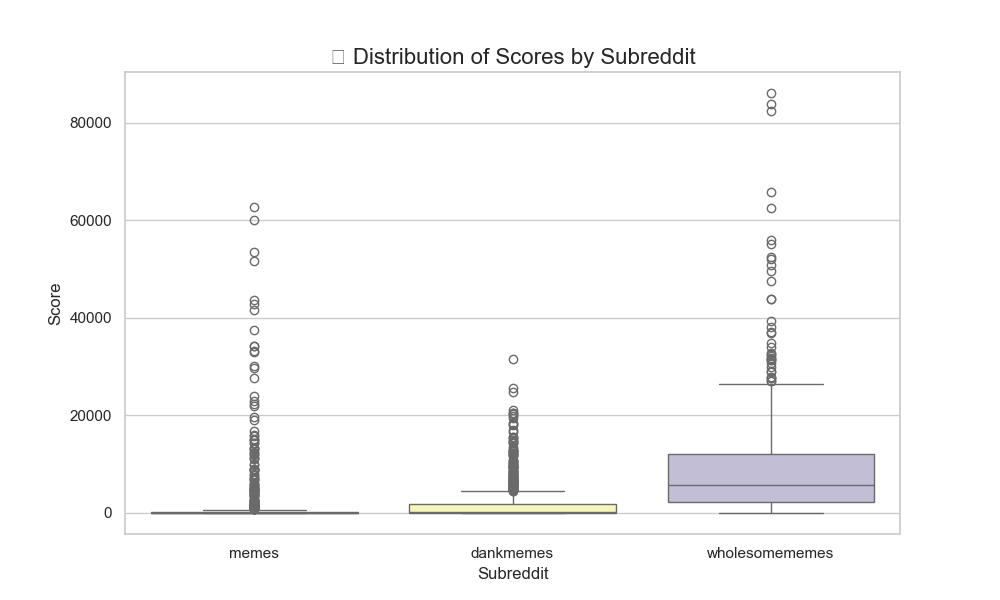 Distribution of Scores by Subreddit
80000
60000
40000
20000
0
Score
memes
dankmemes
wholesomememes
Subreddit